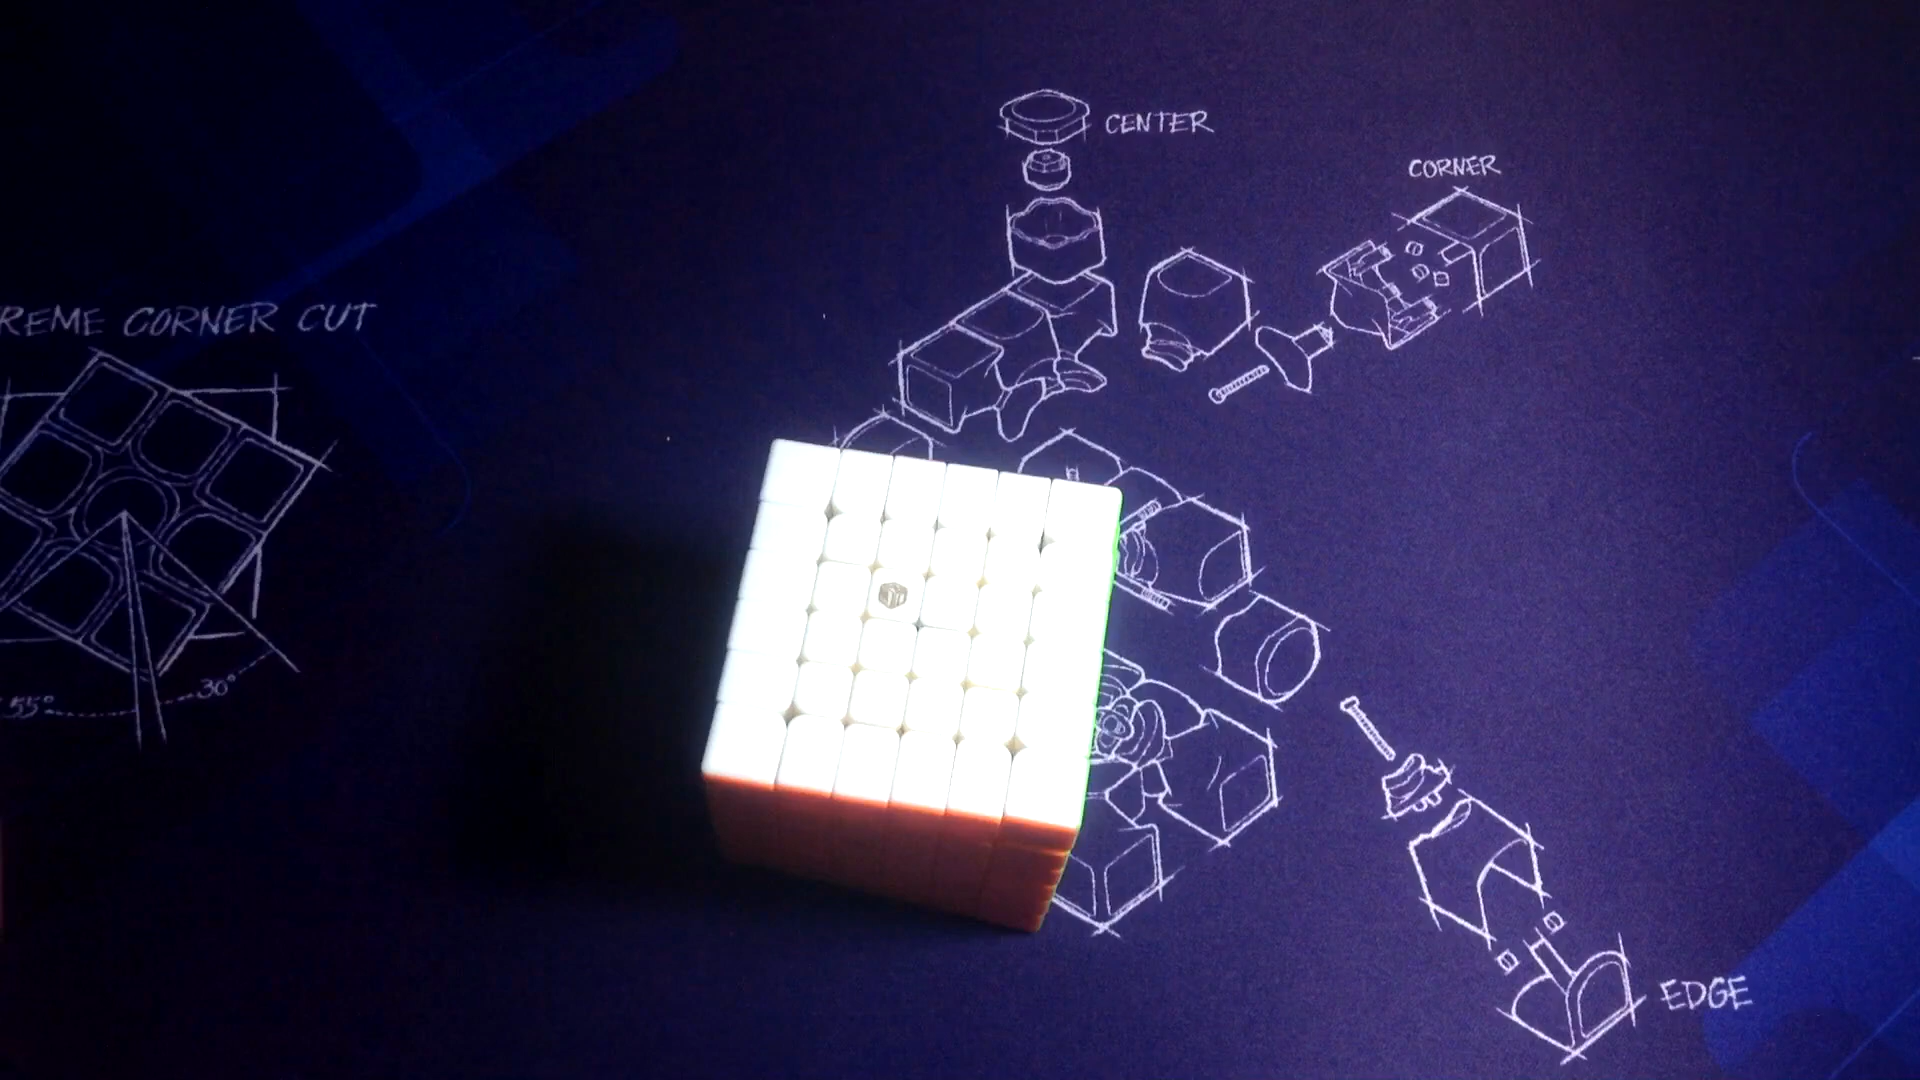 CENTER
CORNER
REME CORNER CUT
55°
30°
EDGE